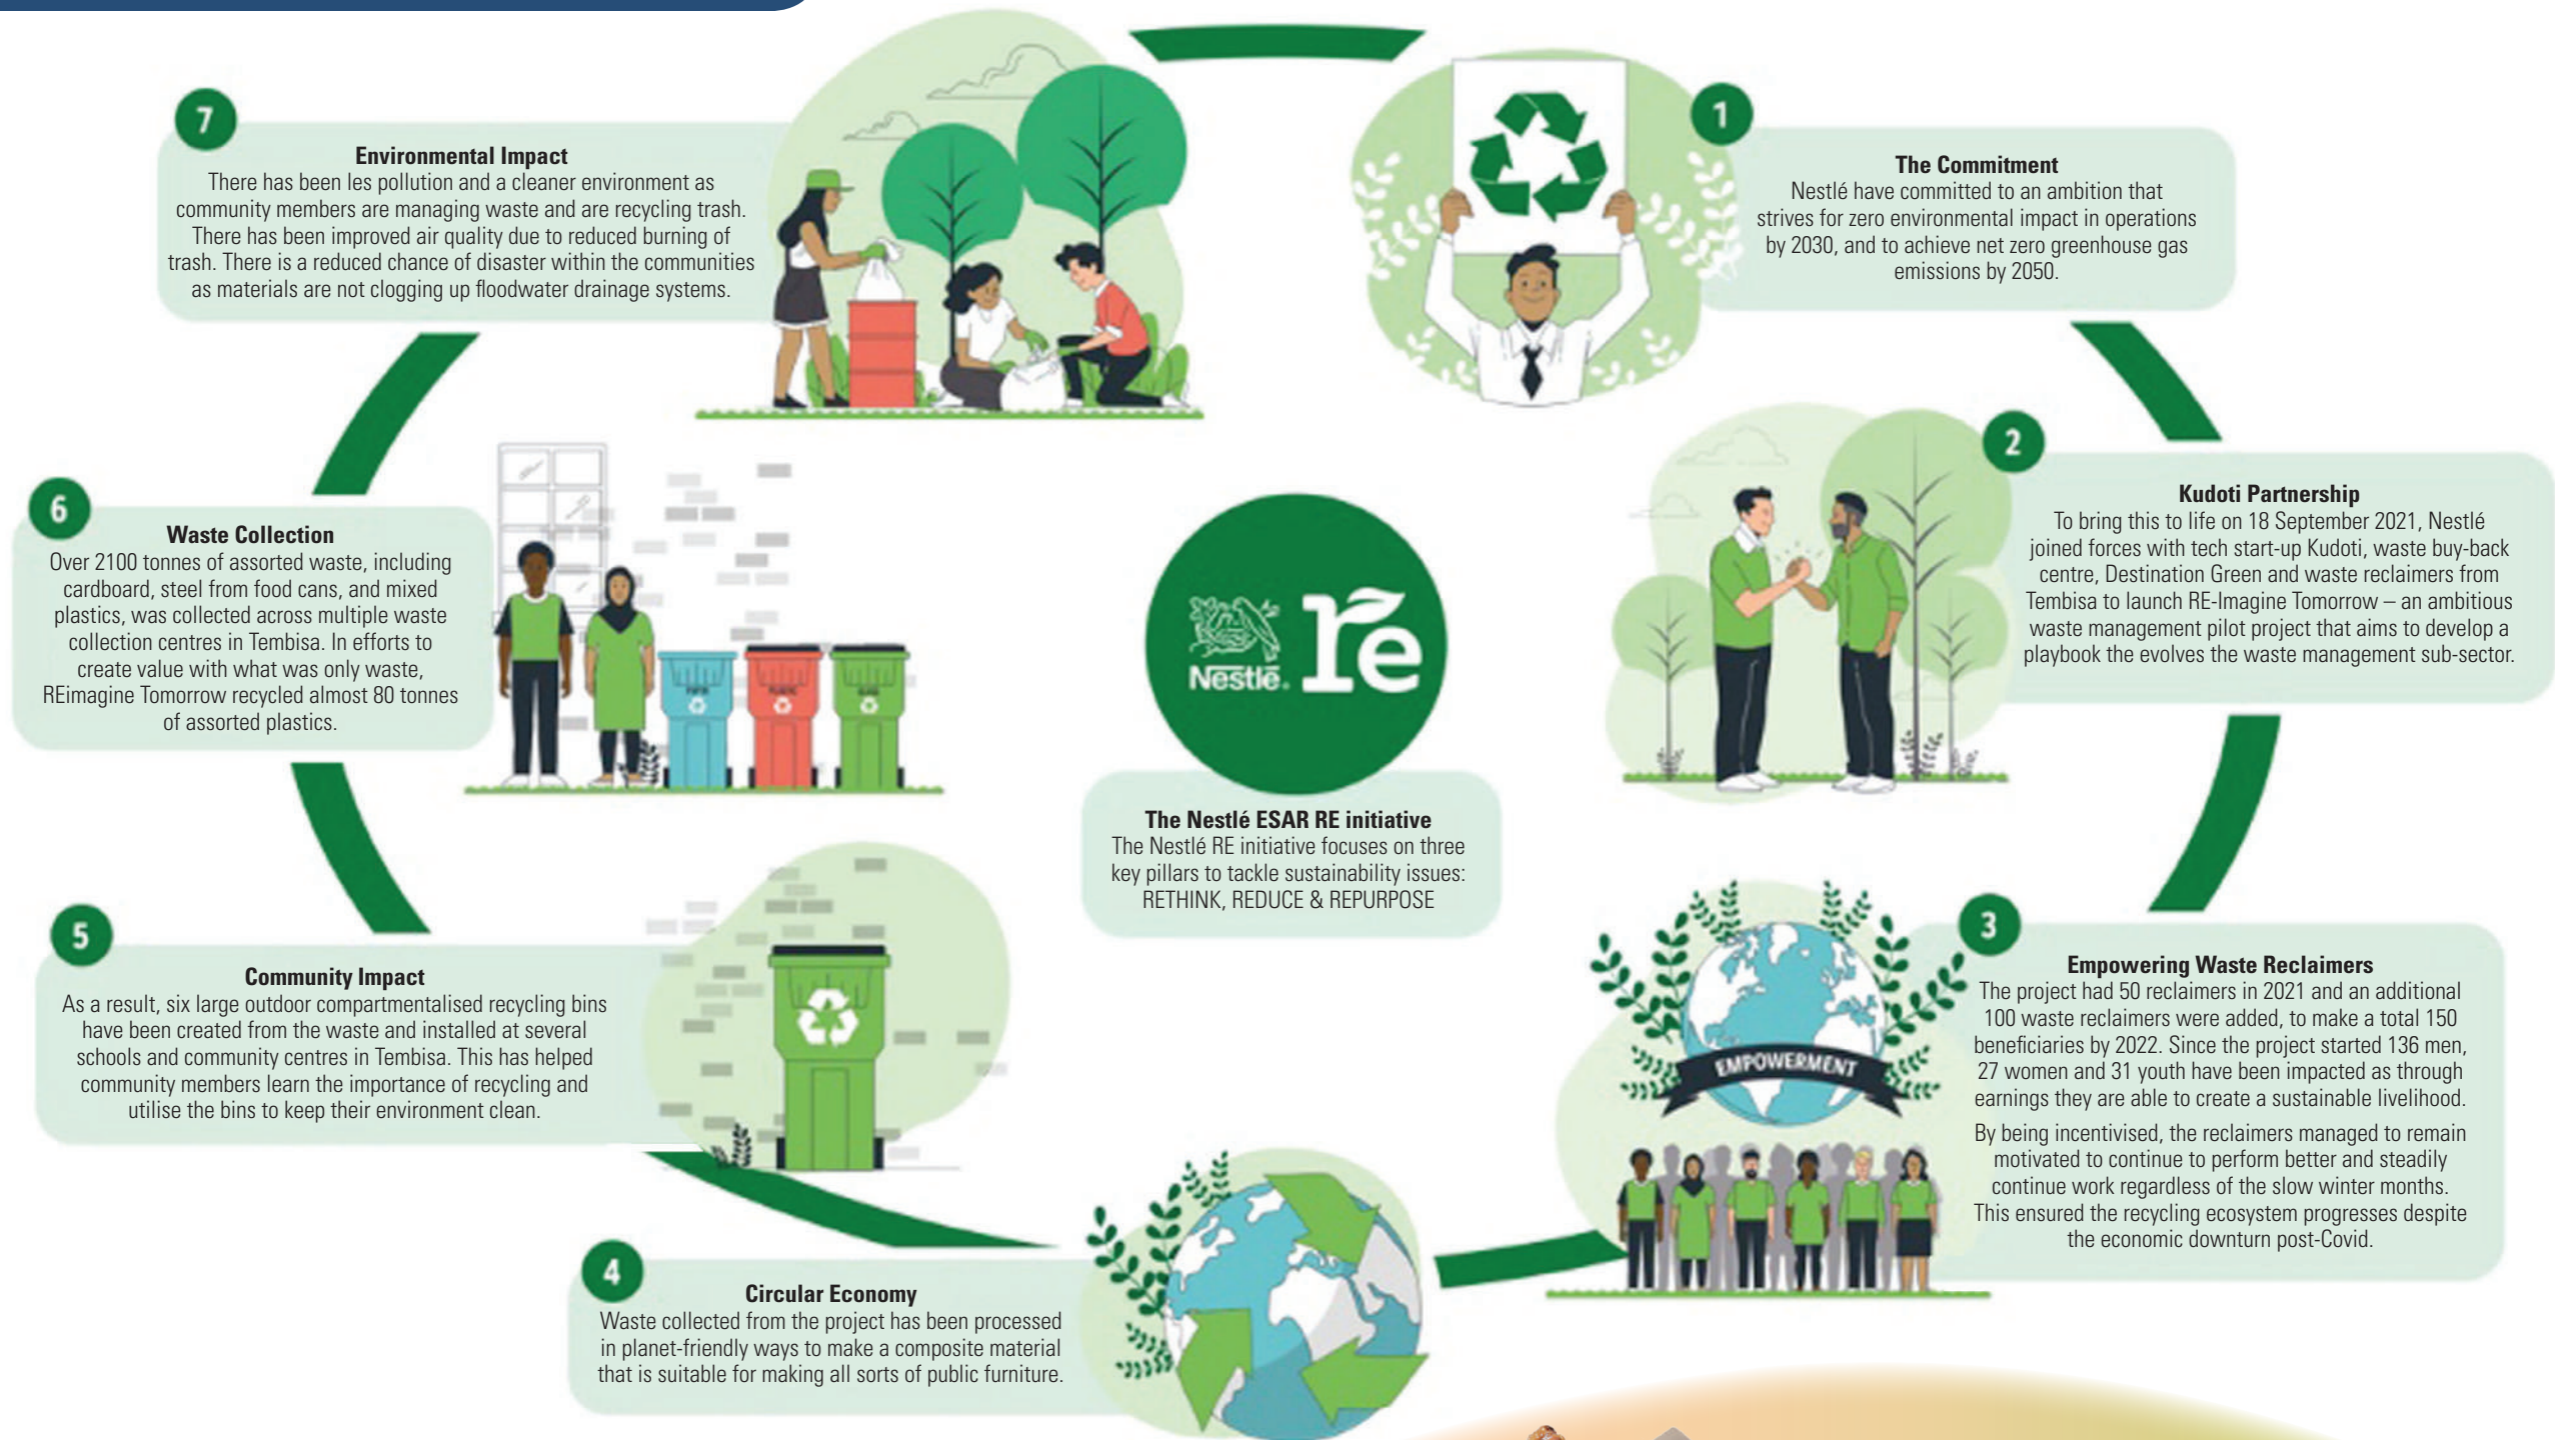 1
The Commitment
Nestlé have committed to an ambition that
strives for zero environmental impact in operations
by 2030, and to achieve net zero greenhouse gas
emissions by 2050.
2
Kudoti Partnership
To bring this to life on 18 September 2021, Nestlé
joined forces with tech start-up Kudoti, waste buy-back
centre, Destination Green and waste reclaimers from
Tembisa to launch RE-Imagine Tomorrow – an ambitious
waste management pilot project that aims to develop a
playbook the evolves the waste management sub-sector.
3
Empowering Waste Reclaimers
The project had 50 reclaimers in 2021 and an additional
100 waste reclaimers were added, to make a total 150
beneficiaries by 2022. Since the project started 136 men,
27 women and 31 youth have been impacted as through
earnings they are able to create a sustainable livelihood.
By being incentivised, the reclaimers managed to remain
motivated to continue to perform better and steadily
continue work regardless of the slow winter months.
This ensured the recycling ecosystem progresses despite
the economic downturn post-Covid.
EMPOWERMENT
4
Circular Economy
Waste collected from the project has been processed
in planet-friendly ways to make a composite material
that is suitable for making all sorts of public furniture.
5
Community Impact
As a result, six large outdoor compartmentalised recycling bins
have been created from the waste and installed at several
schools and community centres in Tembisa. This has helped
community members learn the importance of recycling and
utilise the bins to keep their environment clean.
6
Waste Collection
Over 2100 tonnes of assorted waste, including
cardboard, steel from food cans, and mixed
plastics, was collected across multiple waste
collection centres in Tembisa. In efforts to
create value with what was only waste,
REimagine Tomorrow recycled almost 80 tonnes
of assorted plastics.
7
Environmental Impact
There has been les pollution and a cleaner environment as
community members are managing waste and are recycling trash.
There has been improved air quality due to reduced burning of
trash. There is a reduced chance of disaster within the communities
as materials are not clogging up floodwater drainage systems.
Nestlé. re
The Nestlé ESAR RE initiative
The Nestlé RE initiative focuses on three
key pillars to tackle sustainability issues:
RETHINK, REDUCE & REPURPOSE